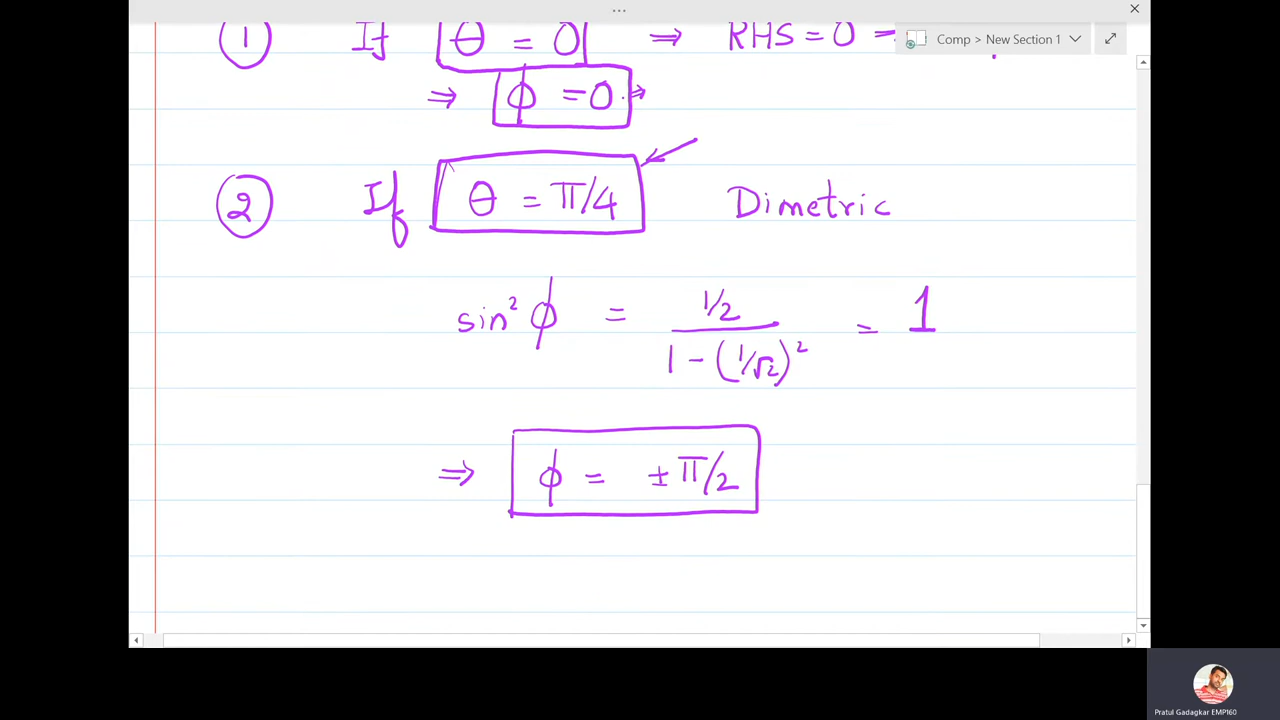 Comp > New Section 1
① If θ = 0 ⇒ RHS = 0
⇒ ϕ = 0 ⇒
② If θ = π/4 Dimetric
sin² ϕ = (1/2) / (1 - (1/√2)²) = 1
⇒ ϕ = ± π/2
Pratul Gadagkar EMP160